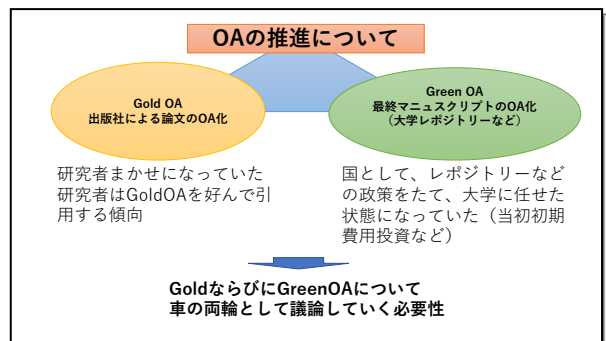 OAの推進について
Gold OA
出版社による論文のOA化
Green OA
最終マニュスクリプトのOA化
(大学レポジトリーなど)
研究者まかせになっていた
研究者はGoldOAを好んで引
用する傾向
国として、レポジトリーなど
の政策をたて、大学に任せた
状態になっていた（当初初期
費用投資など）
GoldならびにGreenOAについて
車の両輪として議論していく必要性